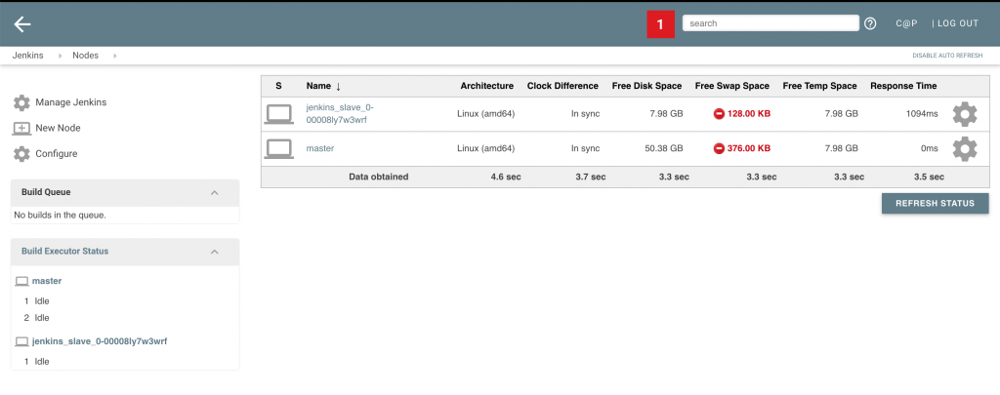 1
search
C@P
| LOG OUT
Jenkins
Nodes
DISABLE AUTO REFRESH
Manage Jenkins
New Node
Configure
Build Queue
No builds in the queue.
Build Executor Status
master
1 Idle
2 Idle
jenkins_slave_0-00008ly7w3wrf
1 Idle
S Name ↓ Architecture Clock Difference Free Disk Space Free Swap Space Free Temp Space Response Time
jenkins_slave_0-
00008ly7w3wrf Linux (amd64) In sync 7.98 GB 128.00 KB 7.98 GB 1094ms
master Linux (amd64) In sync 50.38 GB 376.00 KB 7.98 GB 0ms
Data obtained 4.6 sec 3.7 sec 3.3 sec 3.3 sec 3.3 sec 3.5 sec
REFRESH STATUS